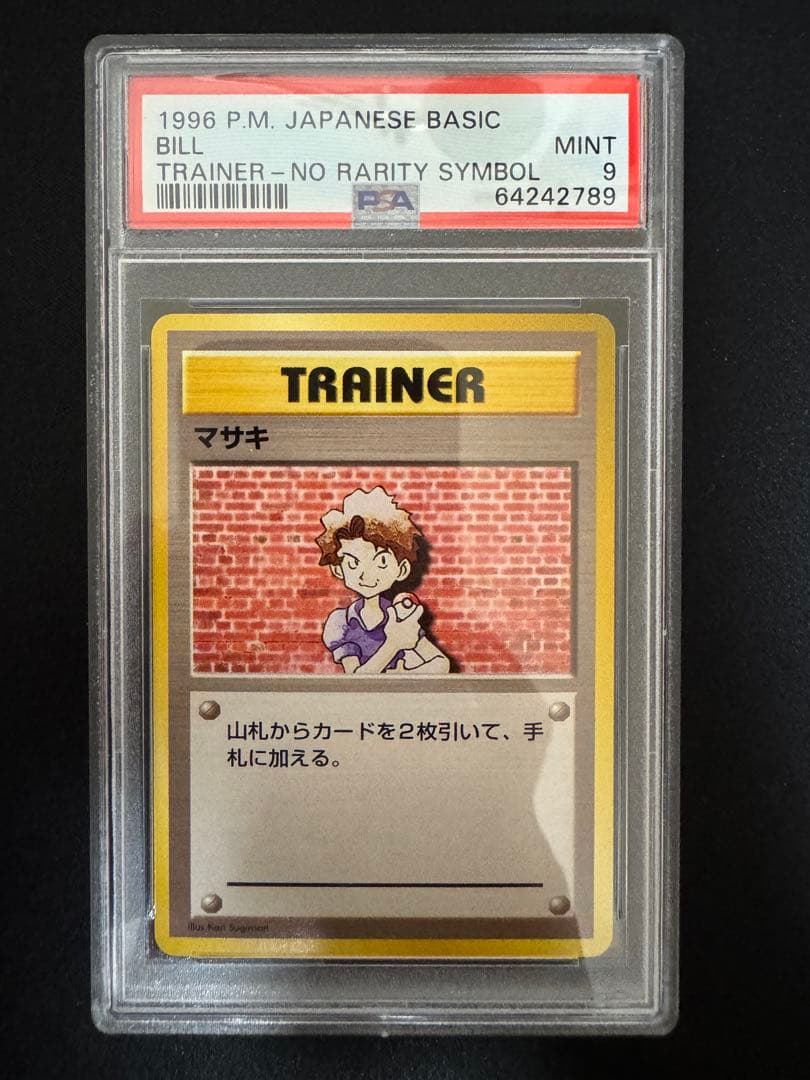 1996 P.M. JAPANESE BASIC
BILL MINT
TRAINER - NO RARITY SYMBOL 9
PSA 64242789
TRAINER
マサキ
山札からカードを2枚引いて、手
札に加える。
Illus. Ken Sugimori